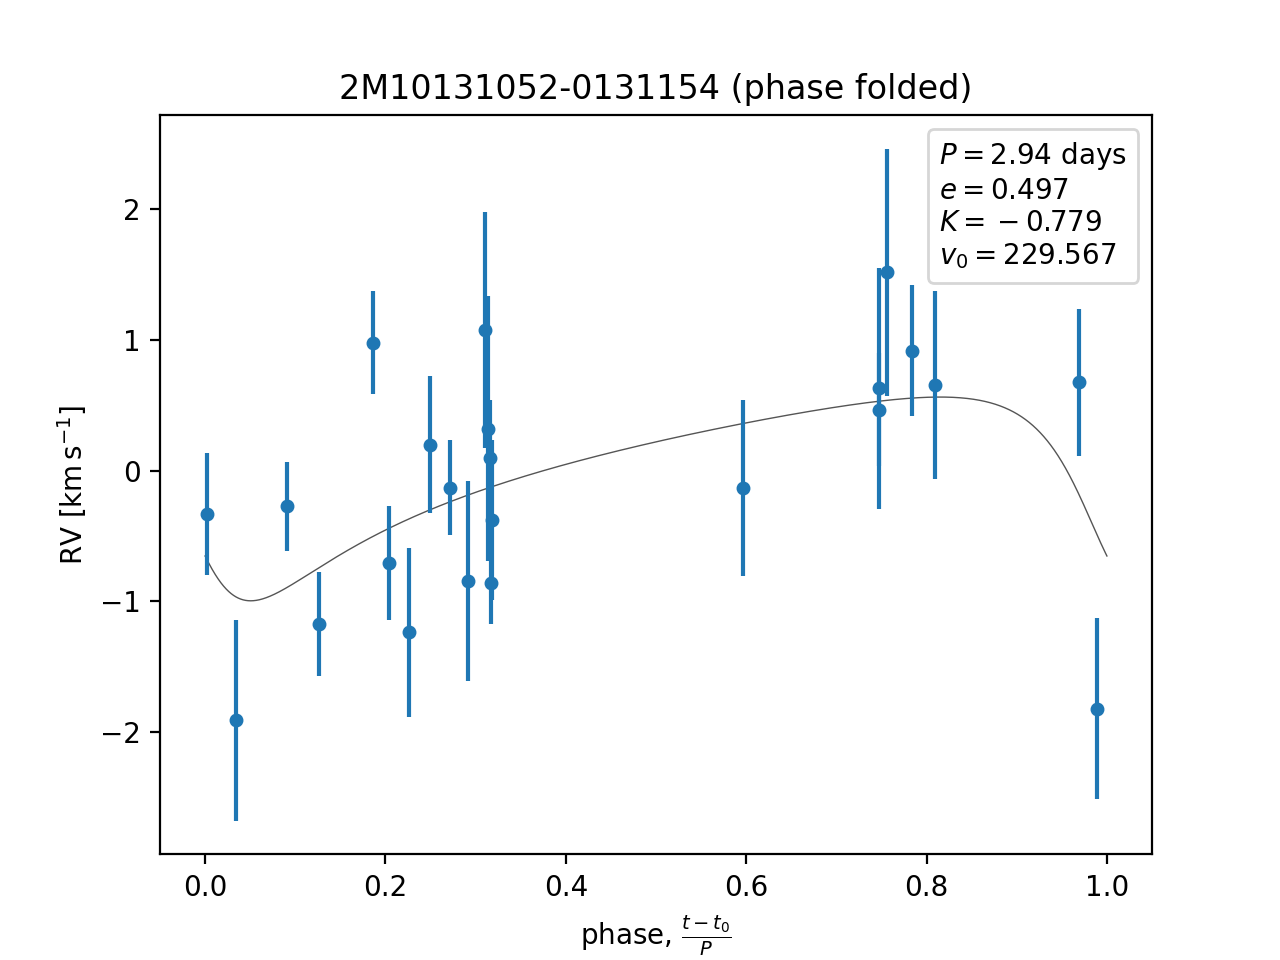 2M10131052-0131154 (phase folded)
P = 2.94 days
e = 0.497
K = −0.779
v₀ = 229.567
RV [km s⁻¹]
2
1
0
−1
−2
0.0 0.2 0.4 0.6 0.8 1.0
phase, (t − t₀)/P